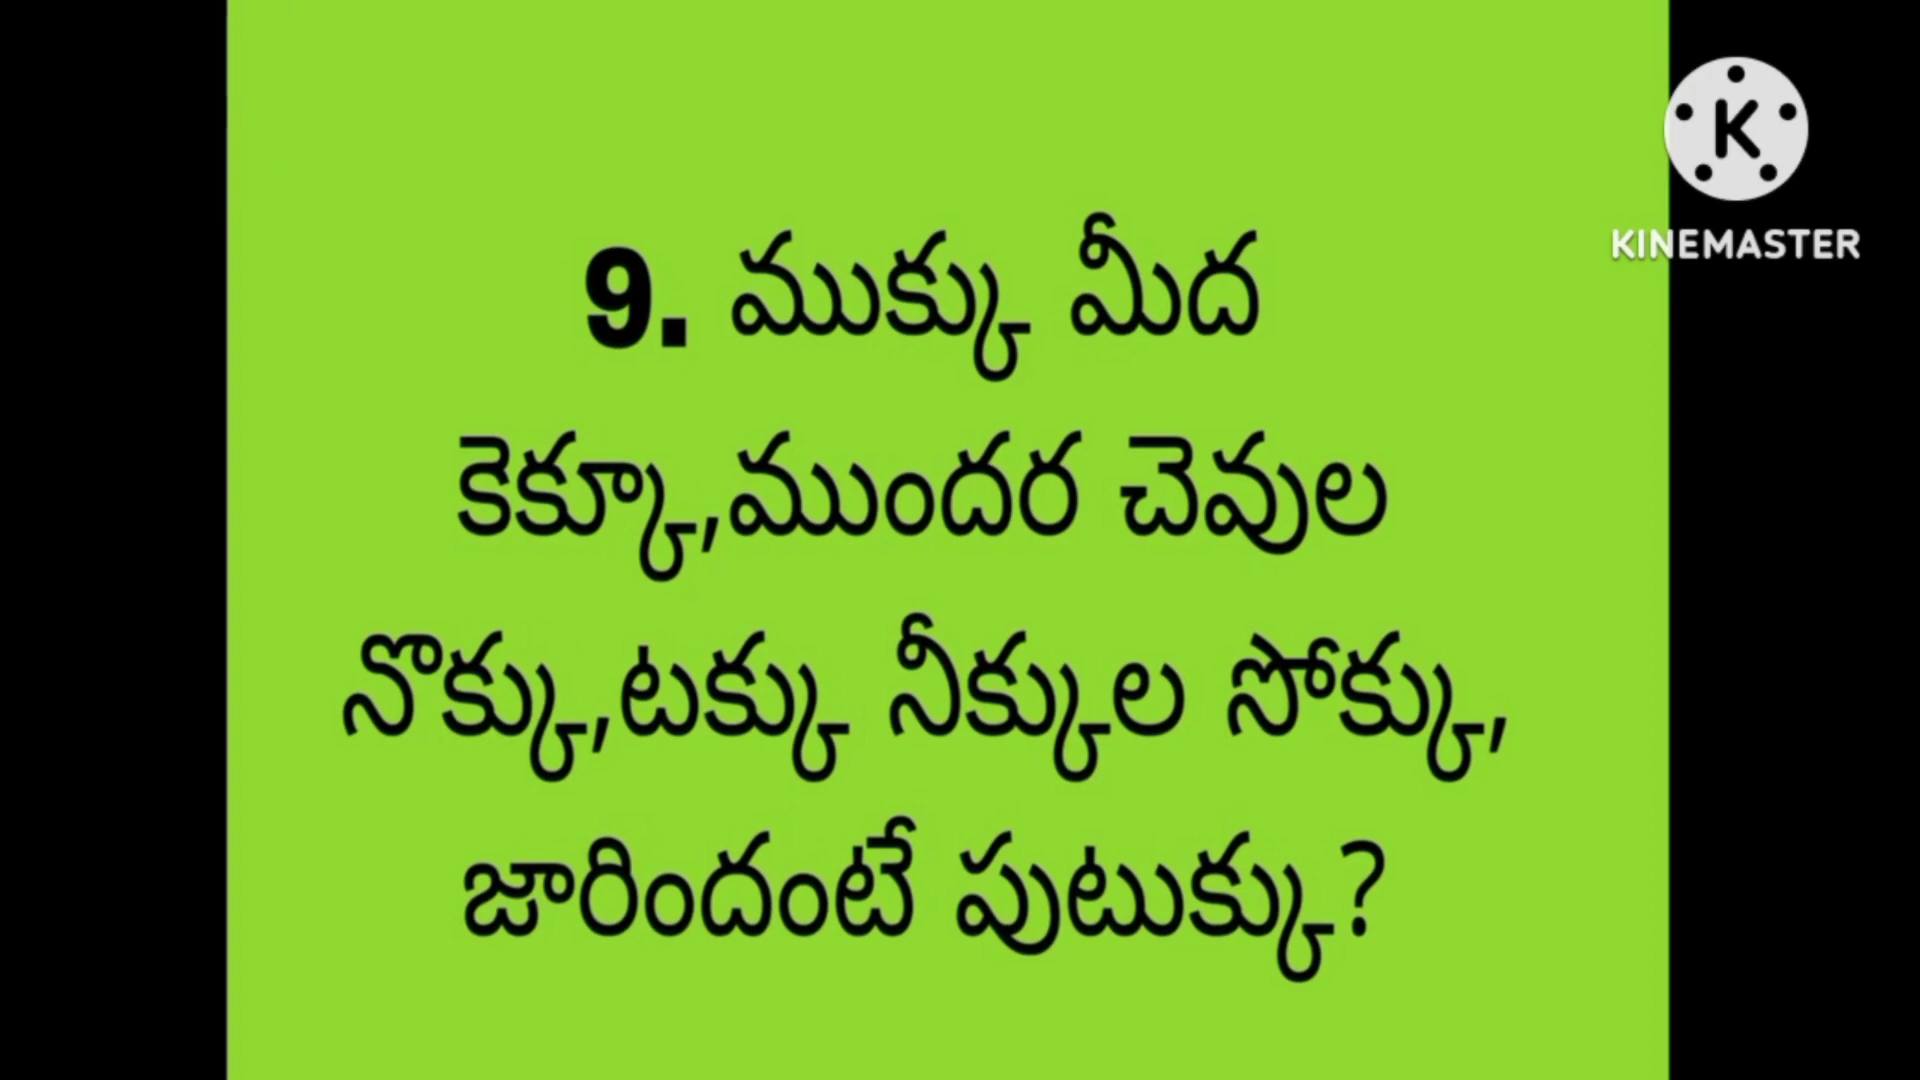 9. ముక్కు మీద
కెక్కూ,ముందర చెవుల
నొక్కు,టక్కు నీక్కుల సోక్కు,
జారిందంటే పుటుక్కు?
K
KINEMASTER